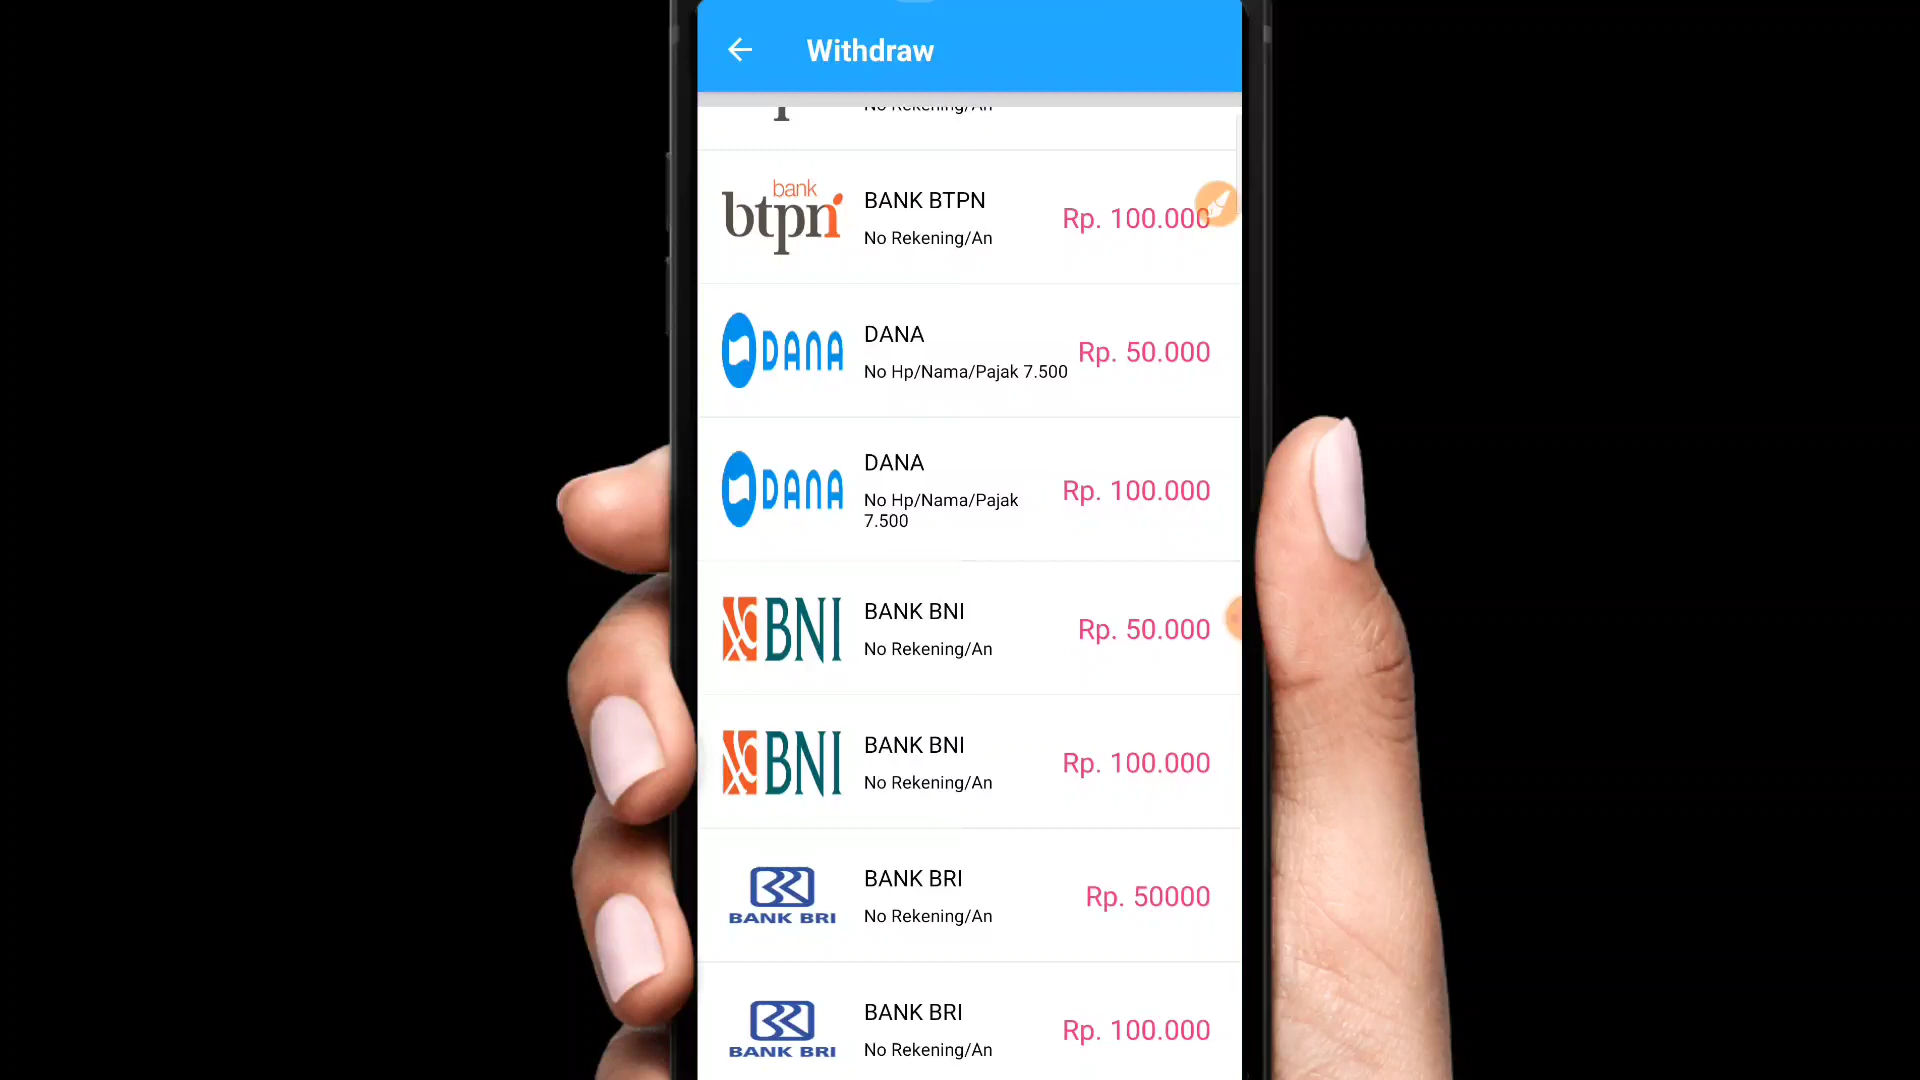 Withdraw
No Rekening/An
bank
btpn
BANK BTPN
Rp. 100.000
No Rekening/An
DANA
DANA
Rp. 50.000
No Hp/Nama/Pajak 7.500
DANA
DANA
Rp. 100.000
No Hp/Nama/Pajak
7.500
BNI
BANK BNI
Rp. 50.000
No Rekening/An
BNI
BANK BNI
Rp. 100.000
No Rekening/An
BANK BRI
BANK BRI
Rp. 50000
No Rekening/An
BANK BRI
BANK BRI
Rp. 100.000
No Rekening/An